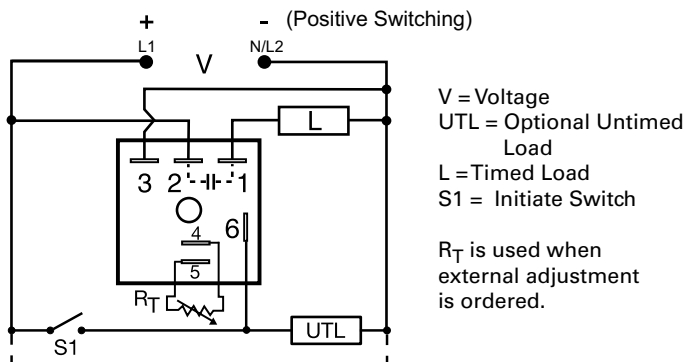 + - (Positive Switching)
L1 N/L2
V
L
3 2 1
6
4
5
RT
S1
UTL
V = Voltage
UTL = Optional Untimed
Load
L = Timed Load
S1 = Initiate Switch
RT is used when
external adjustment
is ordered.